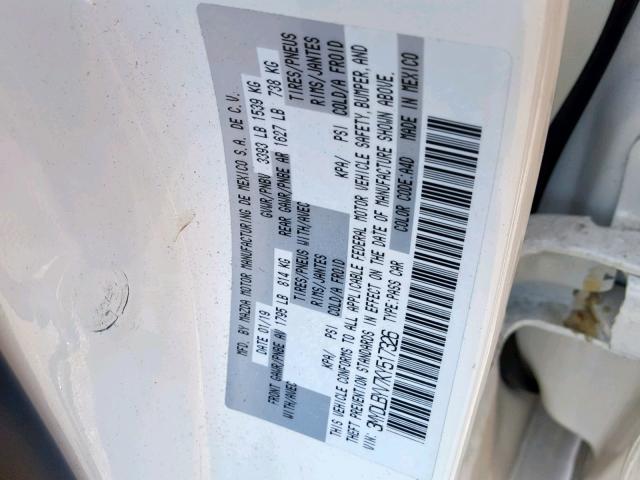 MFD. BY MAZDA MOTOR MANUFACTURING DE MEXICO S.A. DE C.V.
DATE 01/19 GVWR/PNBV 3393 LB 1539 KG
FRONT GAWR/PNBE AV 1795 LB 814 KG REAR GAWR/PNBE AR 1627 LB 738 KG
WITH/AVEC TIRES/PNEUS WITH/AVEC TIRES/PNEUS
RIMS/JANTES RIMS/JANTES
KPA/ PSI COLD/A FROID KPA/ PSI COLD/A FROID
THIS VEHICLE CONFORMS TO ALL APPLICABLE FEDERAL MOTOR VEHICLE SAFETY, BUMPER, AND
THEFT PREVENTION STANDARDS IN EFFECT ON THE DATE OF MANUFACTURE SHOWN ABOVE.
TYPE:PASS CAR COLOR CODE:A4D MADE IN MEXICO
VIN: 3MDLBV7KY517326